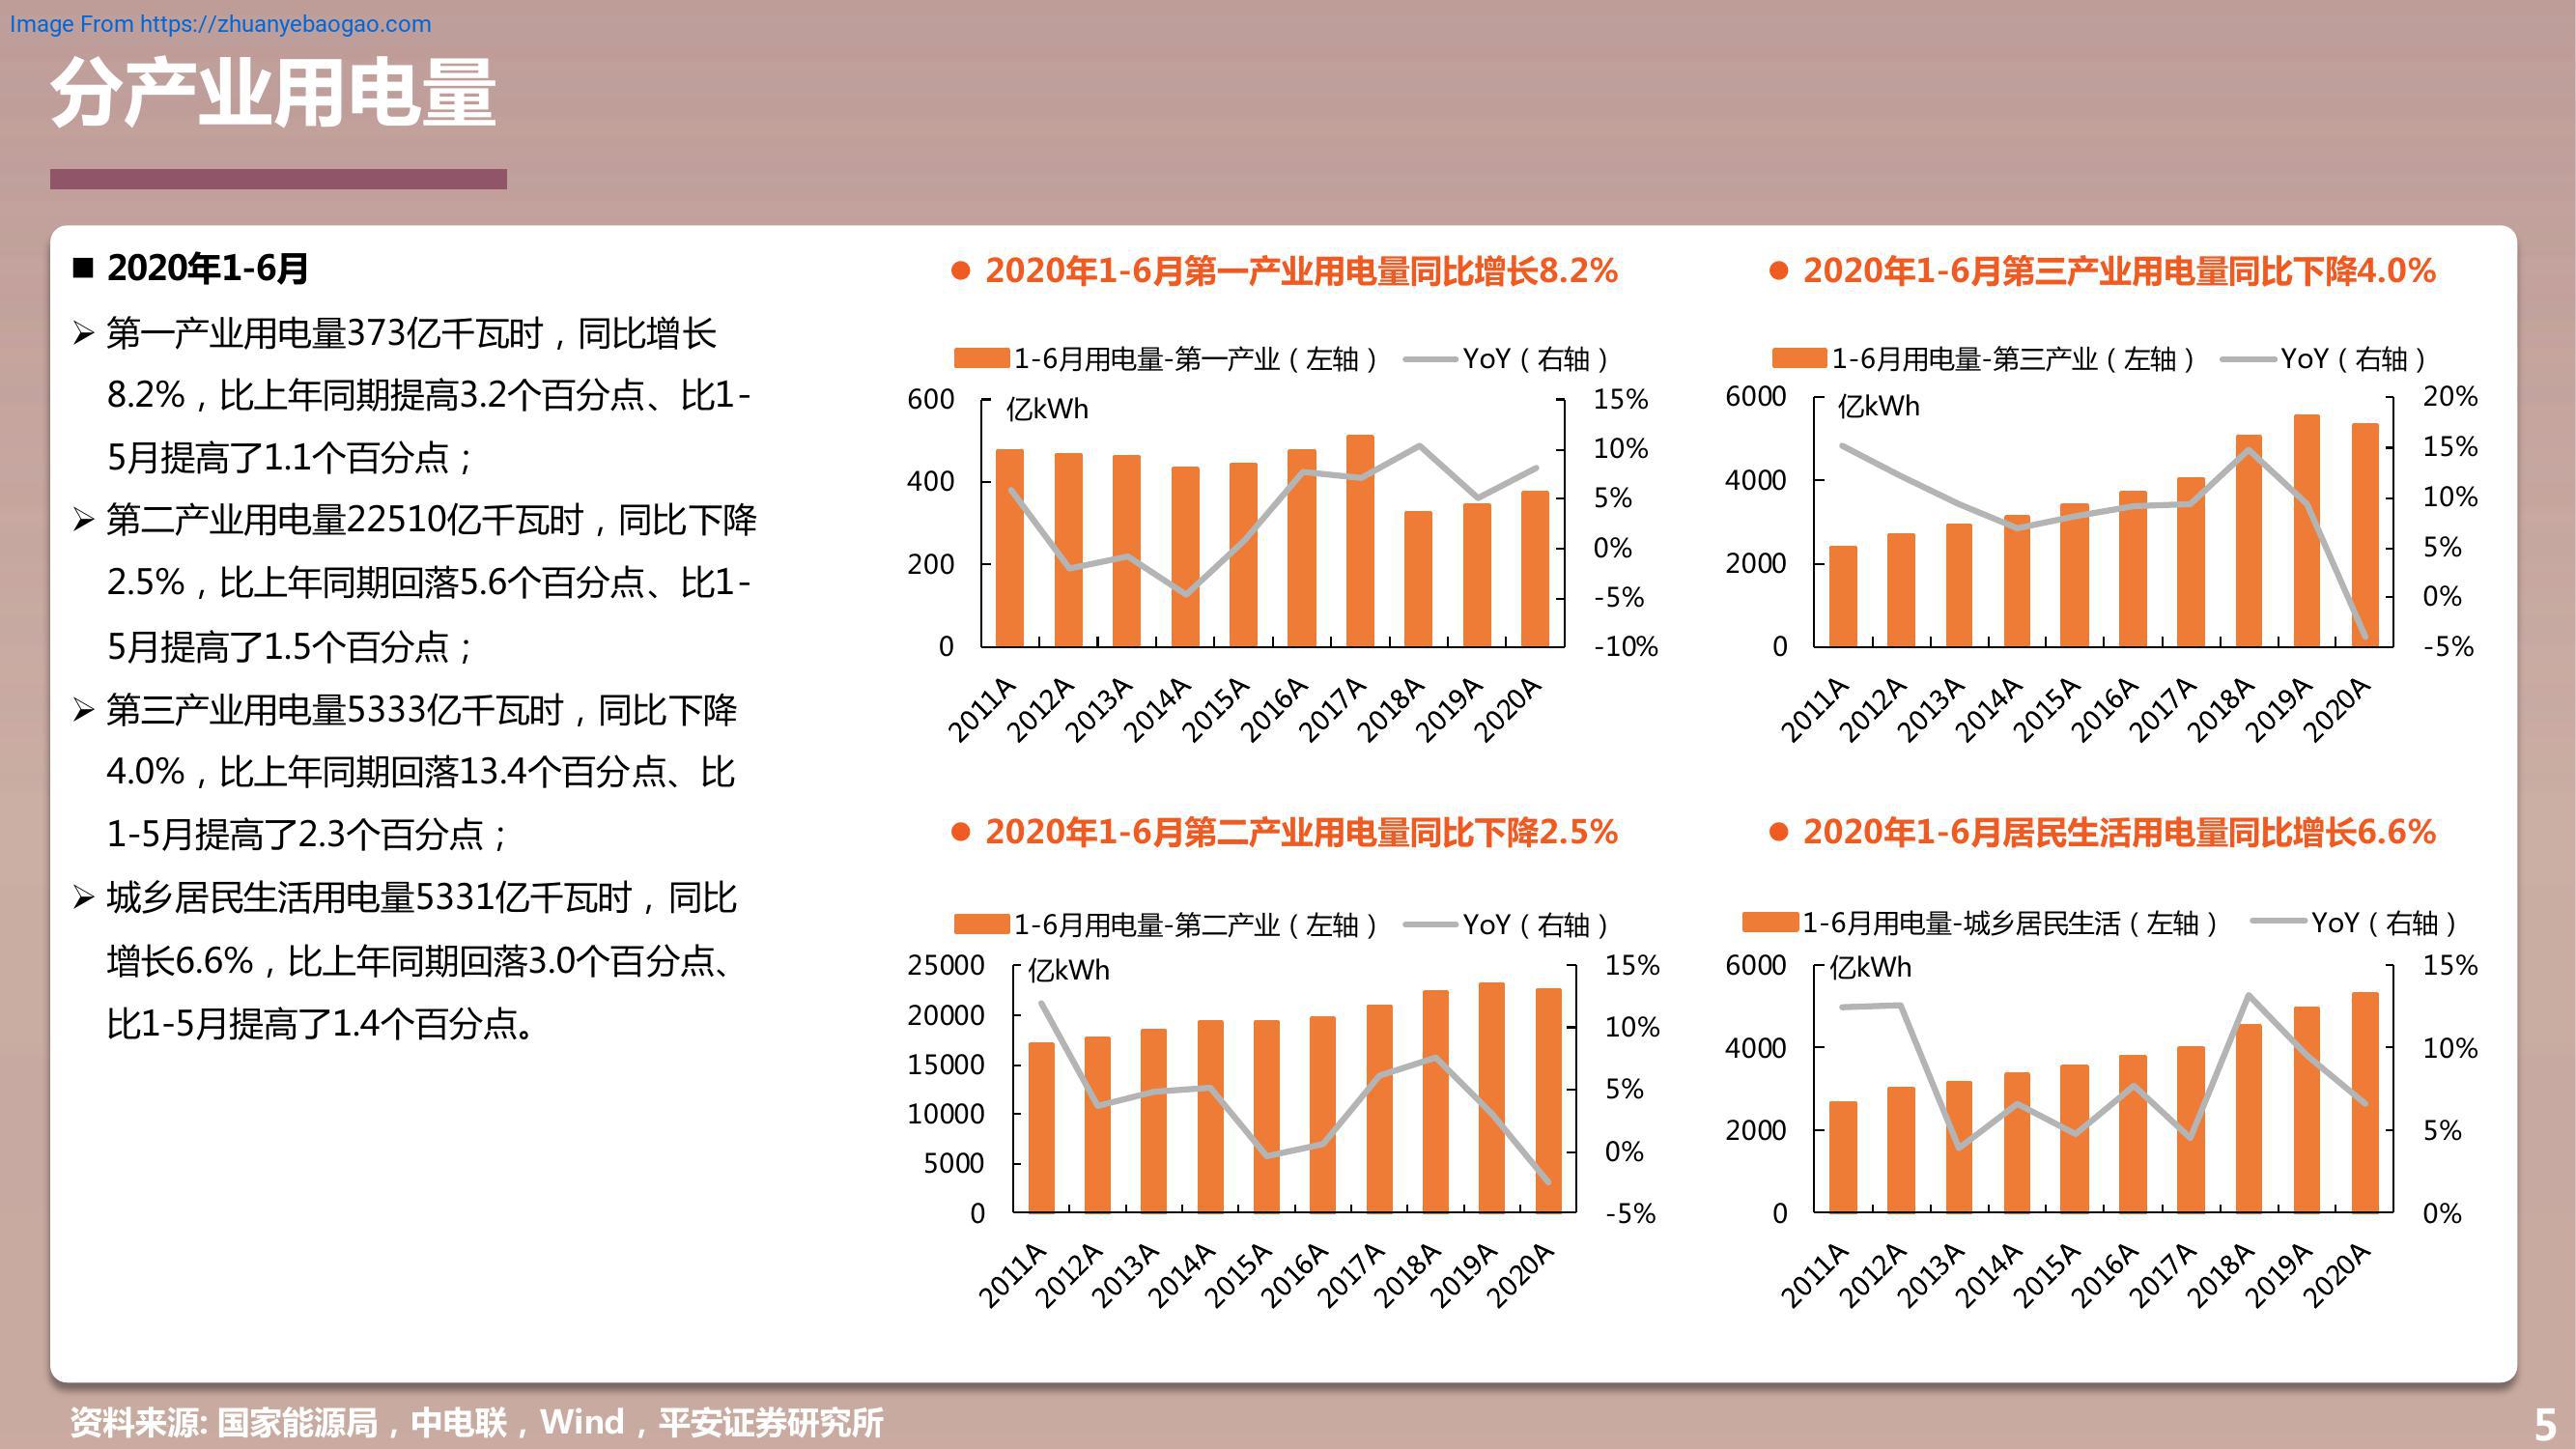 Image From https://zhuanyebaogao.com
分产业用电量
■ 2020年1-6月
➢ 第一产业用电量373亿千瓦时，同比增长
8.2%，比上年同期提高3.2个百分点、比1-
5月提高了1.1个百分点；
➢ 第二产业用电量22510亿千瓦时，同比下降
2.5%，比上年同期回落5.6个百分点、比1-
5月提高了1.5个百分点；
➢ 第三产业用电量5333亿千瓦时，同比下降
4.0%，比上年同期回落13.4个百分点、比
1-5月提高了2.3个百分点；
➢ 城乡居民生活用电量5331亿千瓦时，同比
增长6.6%，比上年同期回落3.0个百分点、
比1-5月提高了1.4个百分点。
● 2020年1-6月第一产业用电量同比增长8.2%
1-6月用电量-第一产业（左轴） YoY（右轴）
亿kWh
600
400
200
0
15%
10%
5%
0%
-5%
-10%
2011A 2012A 2013A 2014A 2015A 2016A 2017A 2018A 2019A 2020A
● 2020年1-6月第三产业用电量同比下降4.0%
1-6月用电量-第三产业（左轴） YoY（右轴）
亿kWh
6000
4000
2000
0
20%
15%
10%
5%
0%
-5%
2011A 2012A 2013A 2014A 2015A 2016A 2017A 2018A 2019A 2020A
● 2020年1-6月第二产业用电量同比下降2.5%
1-6月用电量-第二产业（左轴） YoY（右轴）
亿kWh
25000
20000
15000
10000
5000
0
15%
10%
5%
0%
-5%
2011A 2012A 2013A 2014A 2015A 2016A 2017A 2018A 2019A 2020A
● 2020年1-6月居民生活用电量同比增长6.6%
1-6月用电量-城乡居民生活（左轴） YoY（右轴）
亿kWh
6000
4000
2000
0
15%
10%
5%
0%
2011A 2012A 2013A 2014A 2015A 2016A 2017A 2018A 2019A 2020A
资料来源: 国家能源局，中电联，Wind，平安证券研究所
5